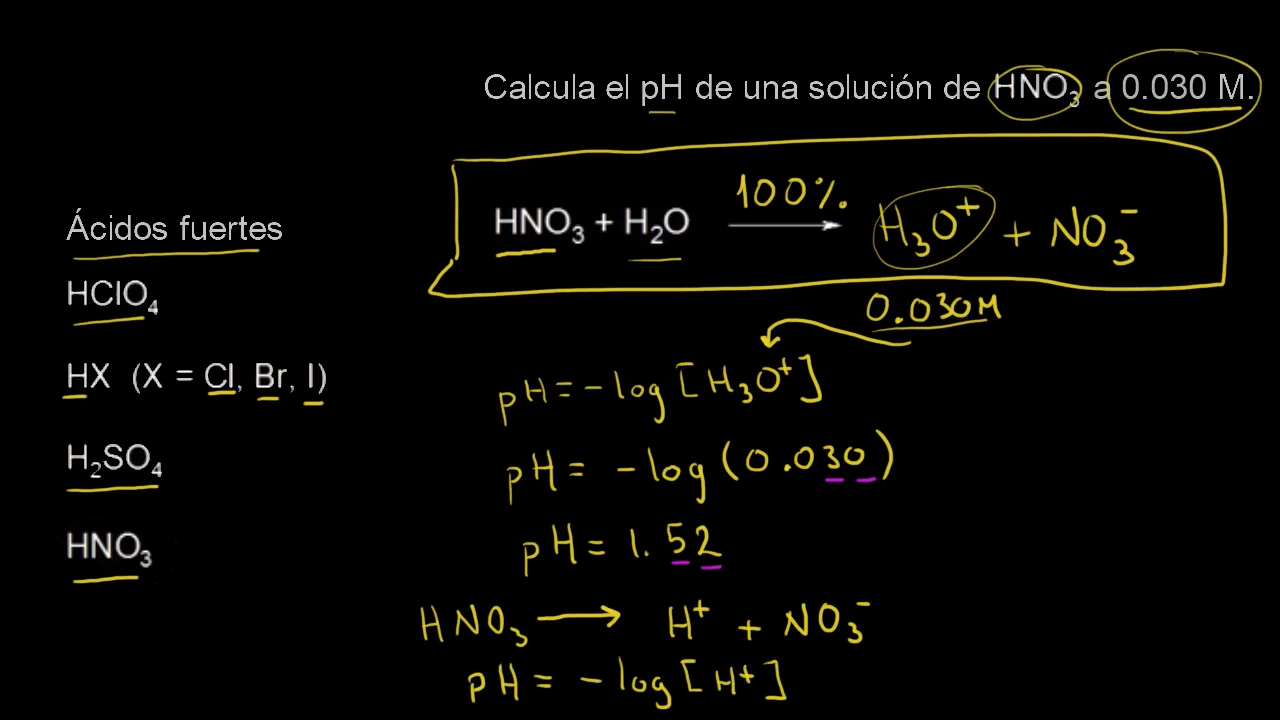 Calcula el pH de una solución de HNO₃ a 0.030 M.
Ácidos fuertes
HClO₄
HX (X = Cl, Br, I)
H₂SO₄
HNO₃
100%
HNO₃ + H₂O ⟶ H₃O⁺ + NO₃⁻
0.030M
pH = -log [H₃O⁺]
pH = -log (0.030)
pH = 1.52
HNO₃ ⟶ H⁺ + NO₃⁻
pH = -log [H⁺]